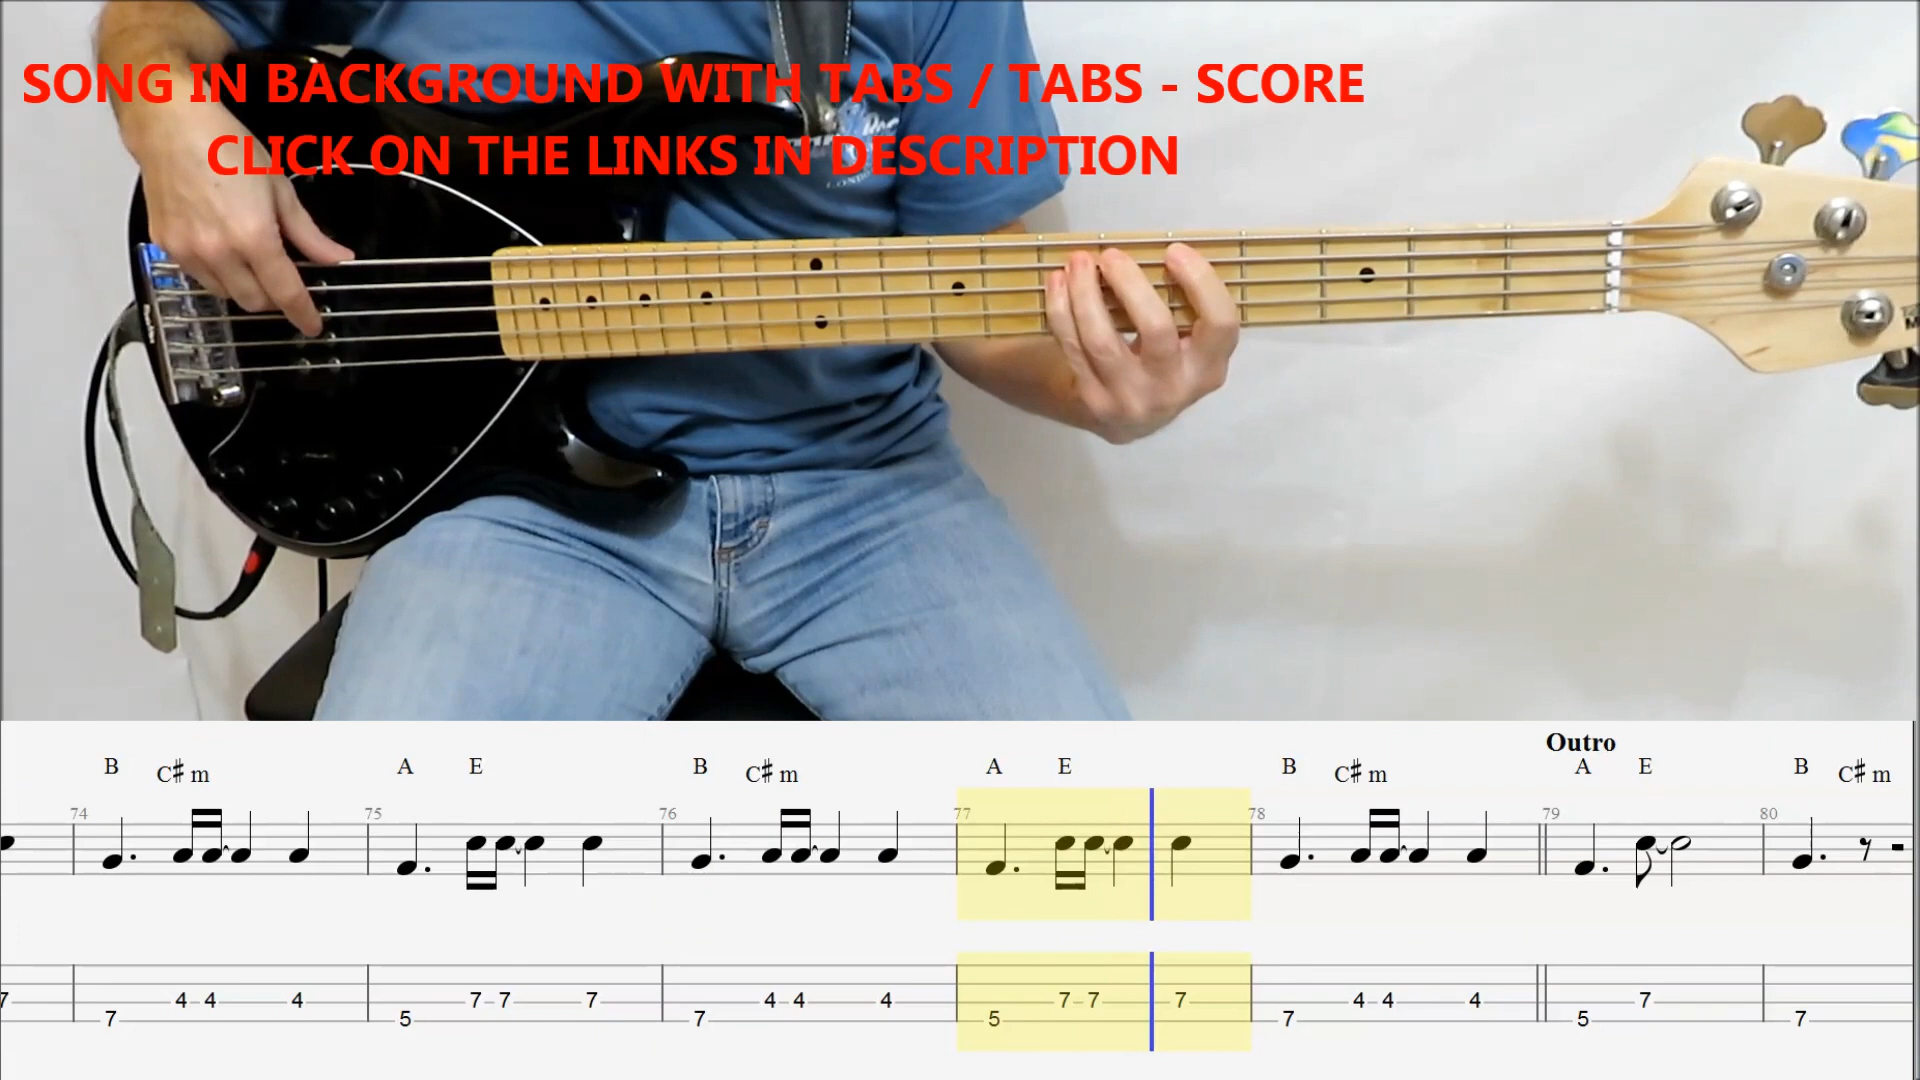 SONG IN BACKGROUND WITH TABS / TABS - SCORE
CLICK ON THE LINKS IN DESCRIPTION
Outro
B C♯m A E B C♯m A E B C♯m A E B C♯m
74 75 76 77 78 79 80
7 7 4 4 4 5 7 7 7 7 4 4 4 5 7 7 7 7 4 4 4 5 7 7